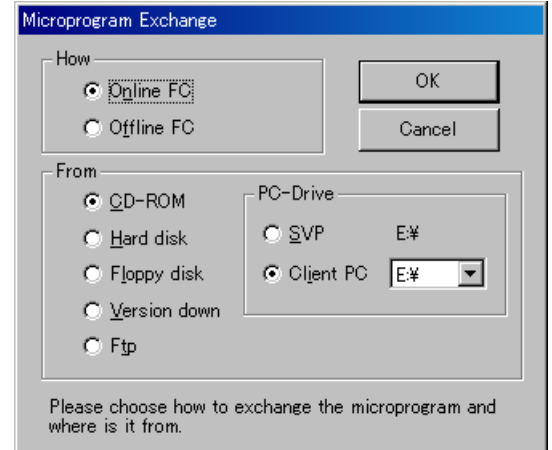 Microprogram Exchange
How
Online FC
Offline FC
OK
Cancel
From
CD-ROM
Hard disk
Floppy disk
Version down
Ftp
PC-Drive
SVP E:¥
Client PC E:¥
Please choose how to exchange the microprogram and
where is it from.